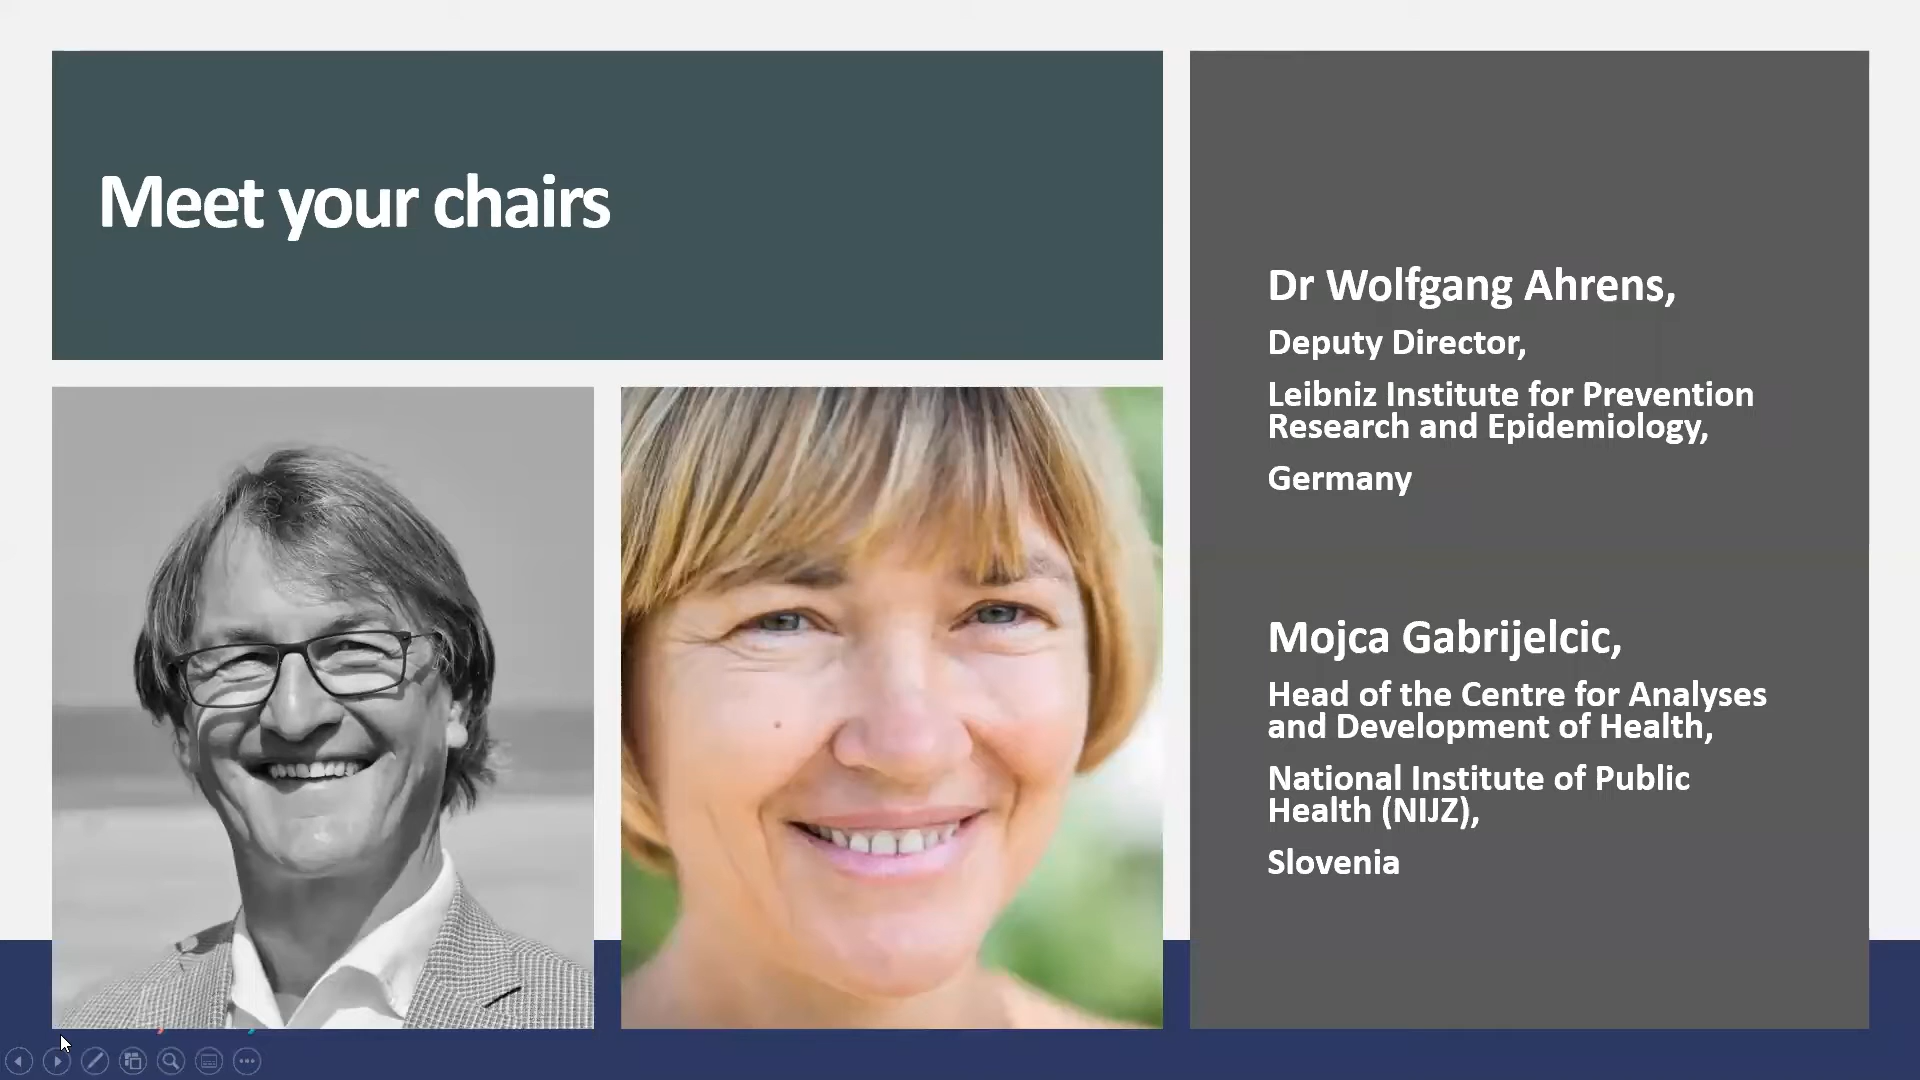 Meet your chairs
Dr Wolfgang Ahrens,
Deputy Director,
Leibniz Institute for Prevention
Research and Epidemiology,
Germany
Mojca Gabrijelcic,
Head of the Centre for Analyses
and Development of Health,
National Institute of Public
Health (NIJZ),
Slovenia